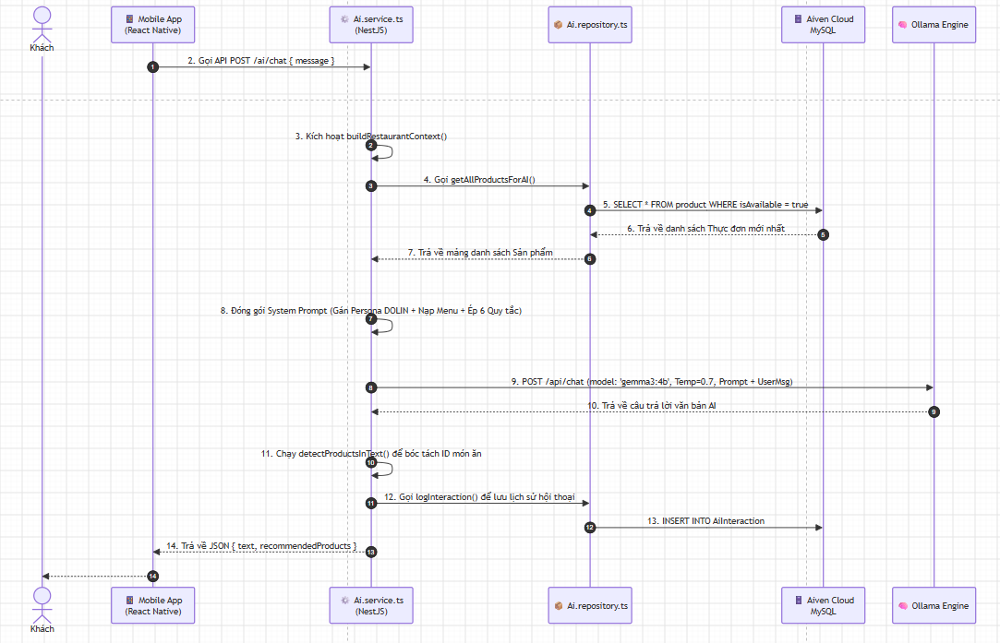 Khách
Mobile App
(React Native)
Ai.service.ts
(NestJS)
Ai.repository.ts
Aiven Cloud
MySQL
Ollama Engine
1
2. Gọi API POST /ai/chat { message }
3. Kích hoạt buildRestaurantContext()
2
3
4. Gọi getAllProductsForAI()
4
5. SELECT * FROM product WHERE isAvailable = true
6. Trả về danh sách Thực đơn mới nhất
5
7. Trả về mảng danh sách Sản phẩm
6
8. Đóng gói System Prompt (Gán Persona DOLIN + Nạp Menu + Ép 6 Quy tắc)
7
8
9. POST /api/chat (model: 'gemma3:4b', Temp=0.7, Prompt + UserMsg)
10. Trả về câu trả lời văn bản AI
9
11. Chạy detectProductsInText() để bóc tách ID món ăn
10
11
12. Gọi logInteraction() để lưu lịch sử hội thoại
12
13. INSERT INTO AiInteraction
14. Trả về JSON { text, recommendedProducts }
13
14
Khách
Mobile App
(React Native)
Ai.service.ts
(NestJS)
Ai.repository.ts
Aiven Cloud
MySQL
Ollama Engine